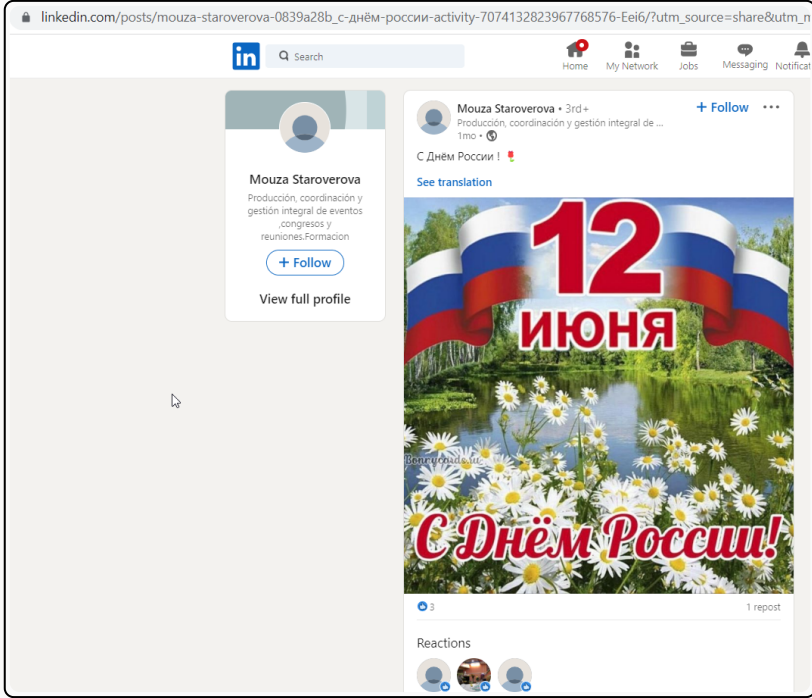 linkedin.com/posts/mouza-staroverova-0839a28b_с-днём-россии-activity-7074132823967768576-Eei6/?utm_source=share&utm_m
in
Search
Home
My Network
Jobs
Messaging
Notificat
Mouza Staroverova
Producción, coordinación y
gestión integral de eventos
,congresos y
reuniones.Formacion
+ Follow
View full profile
Mouza Staroverova • 3rd+
+ Follow
Producción, coordinación y gestión integral de ...
1mo •
С Днём России !
See translation
12
ИЮНЯ
С Днём России!
3
1 repost
Reactions